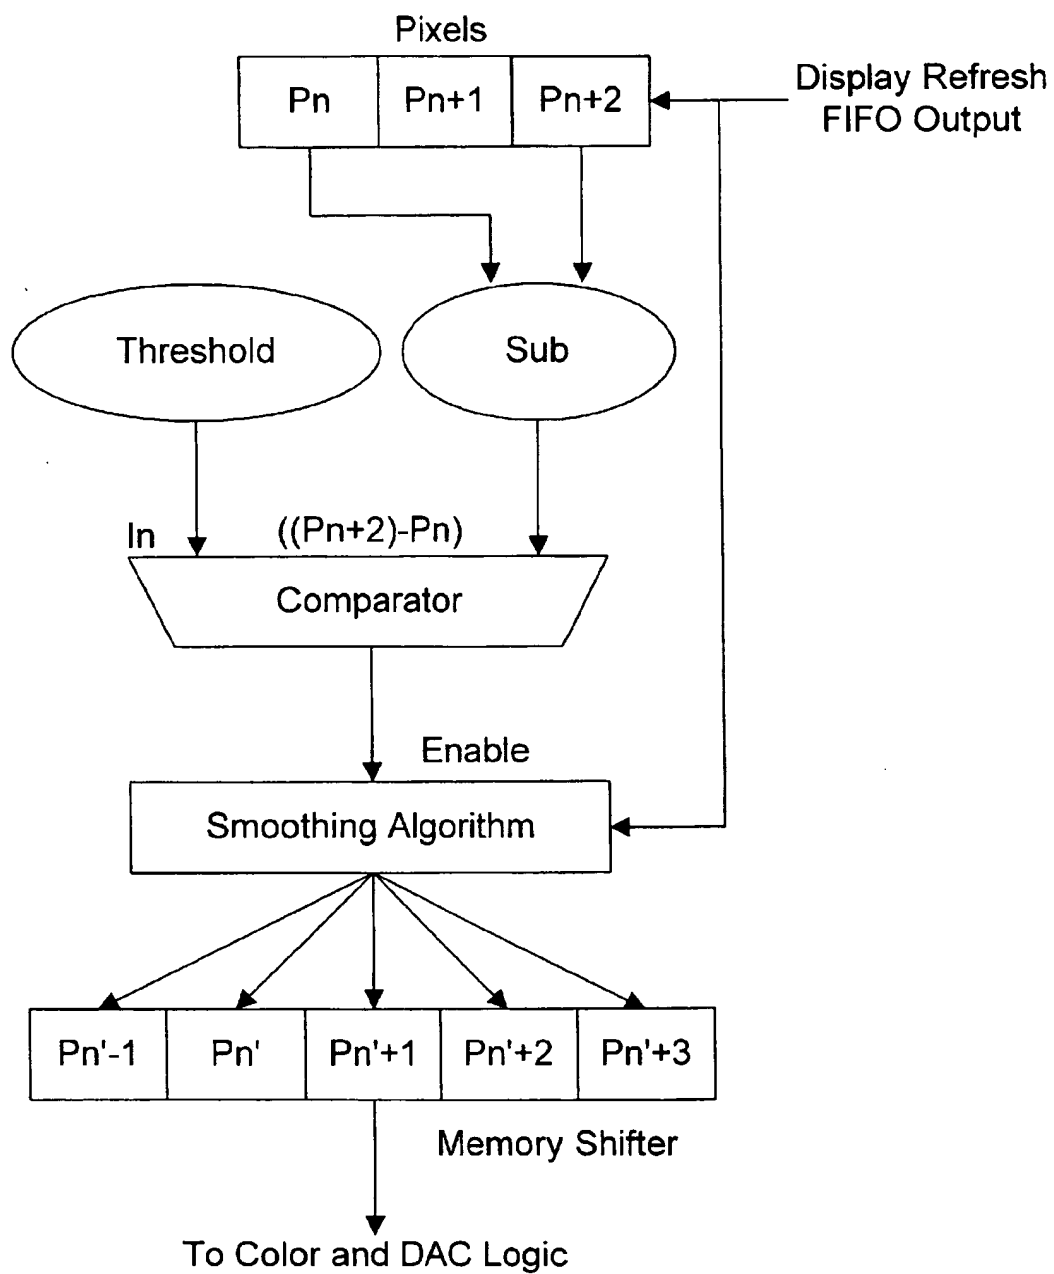 Pixels
Pn Pn+1 Pn+2
Display Refresh
FIFO Output
Threshold
Sub
In
((Pn+2)-Pn)
Comparator
Enable
Smoothing Algorithm
Pn'-1 Pn' Pn'+1 Pn'+2 Pn'+3
Memory Shifter
To Color and DAC Logic